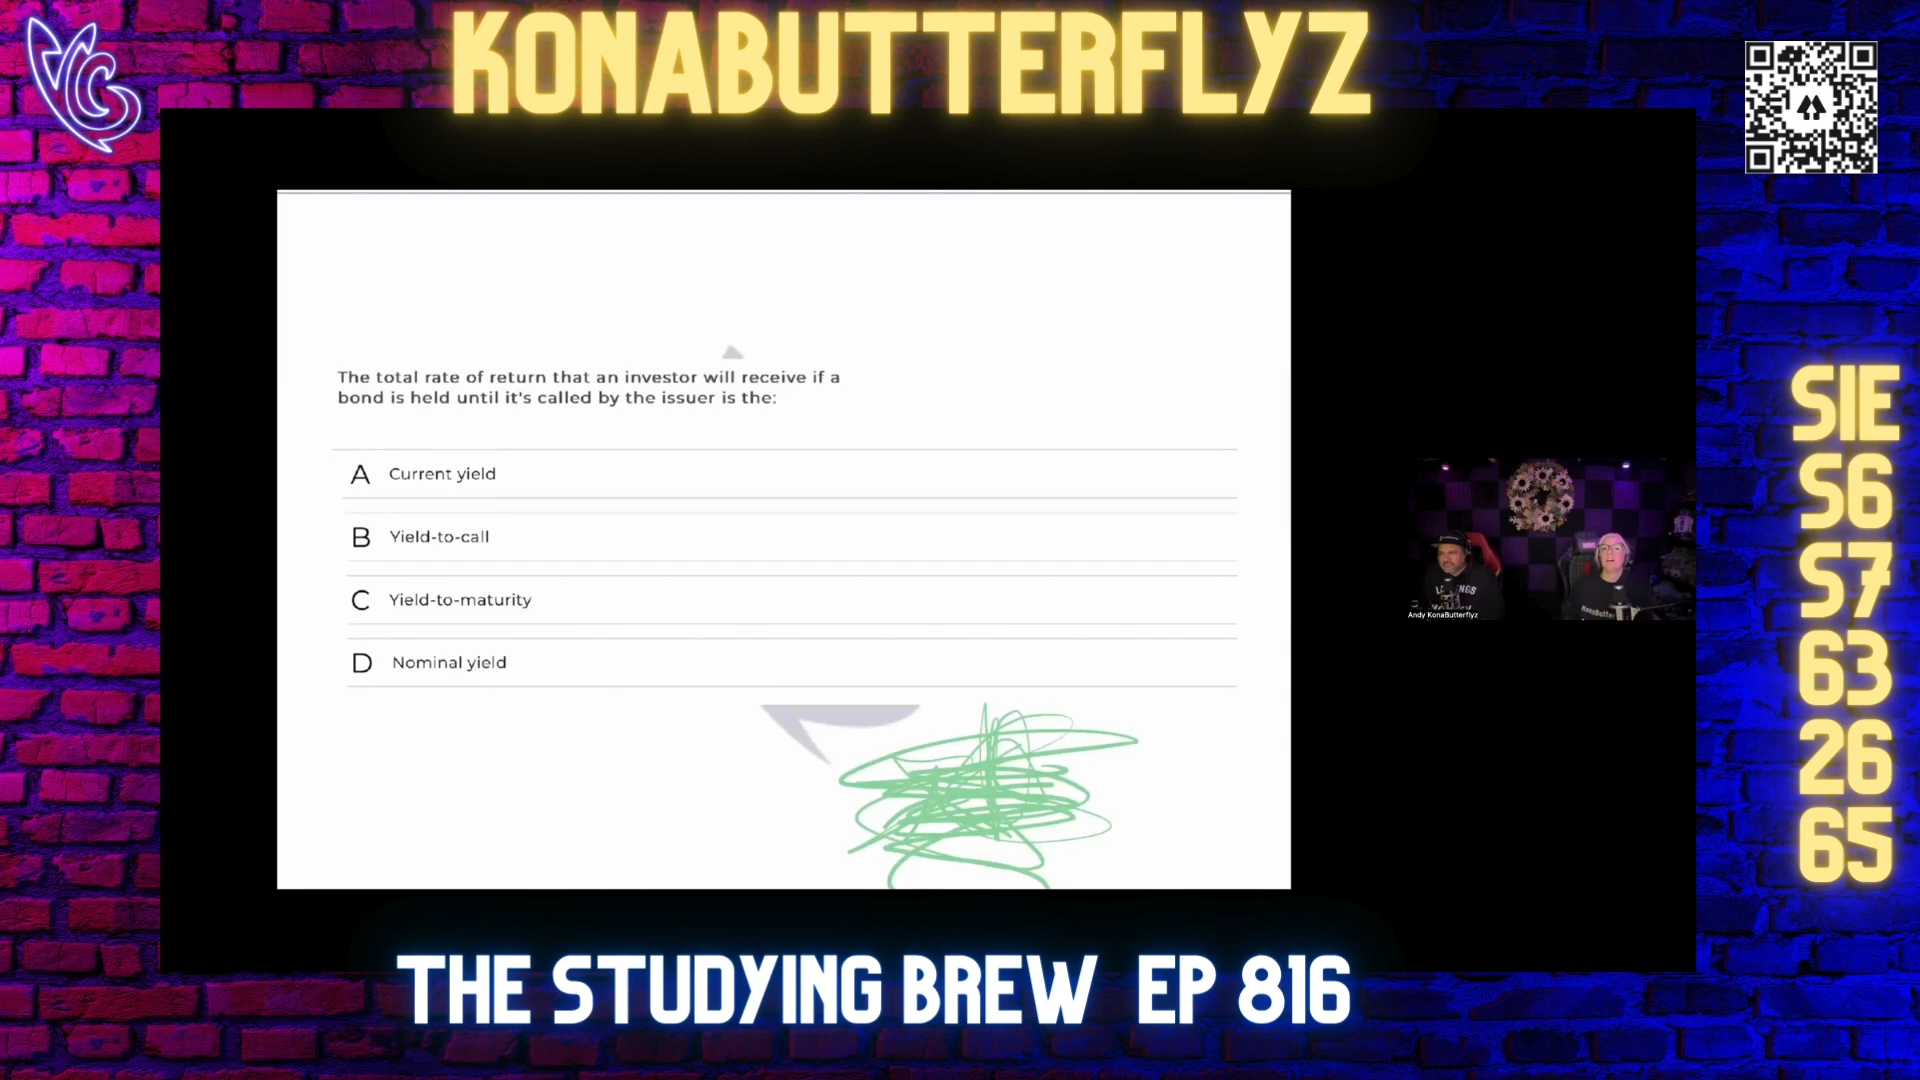 KONABUTTERFLYZ
The total rate of return that an investor will receive if a
bond is held until it's called by the issuer is the:
A Current yield
B Yield-to-call
C Yield-to-maturity
D Nominal yield
Andy KonaButterflyz
SIE
S6
S7
63
26
65
THE STUDYING BREW EP 816